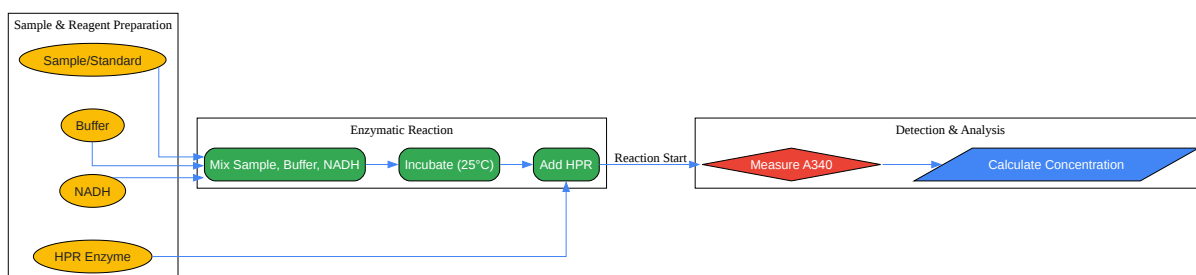 Sample & Reagent Preparation
Sample/Standard
Buffer
NADH
HPR Enzyme
Enzymatic Reaction
Mix Sample, Buffer, NADH
Incubate (25°C)
Add HPR
Reaction Start
Detection & Analysis
Measure A340
Calculate Concentration